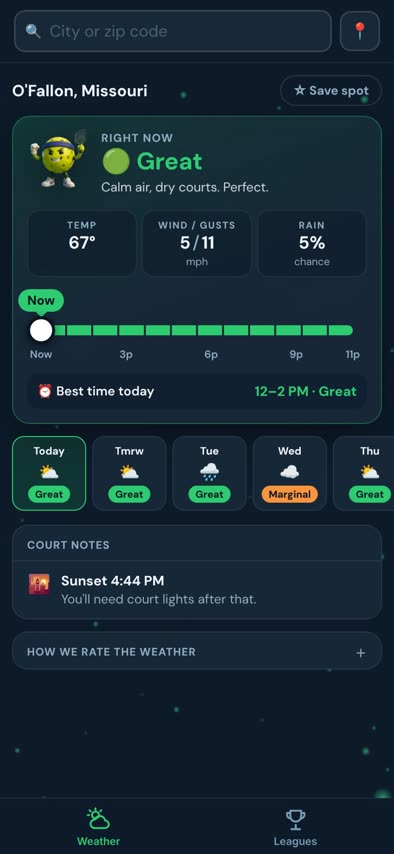 City or zip code
O'Fallon, Missouri
☆ Save spot
RIGHT NOW
Great
Calm air, dry courts. Perfect.
TEMP
67°
WIND / GUSTS
5/11
mph
RAIN
5%
chance
Now
Now 3p 6p 9p 11p
Best time today 12–2 PM · Great
Today Tmrw Tue Wed Thu
Great Great Great Marginal Great
COURT NOTES
Sunset 4:44 PM
You'll need court lights after that.
HOW WE RATE THE WEATHER +
Weather Leagues